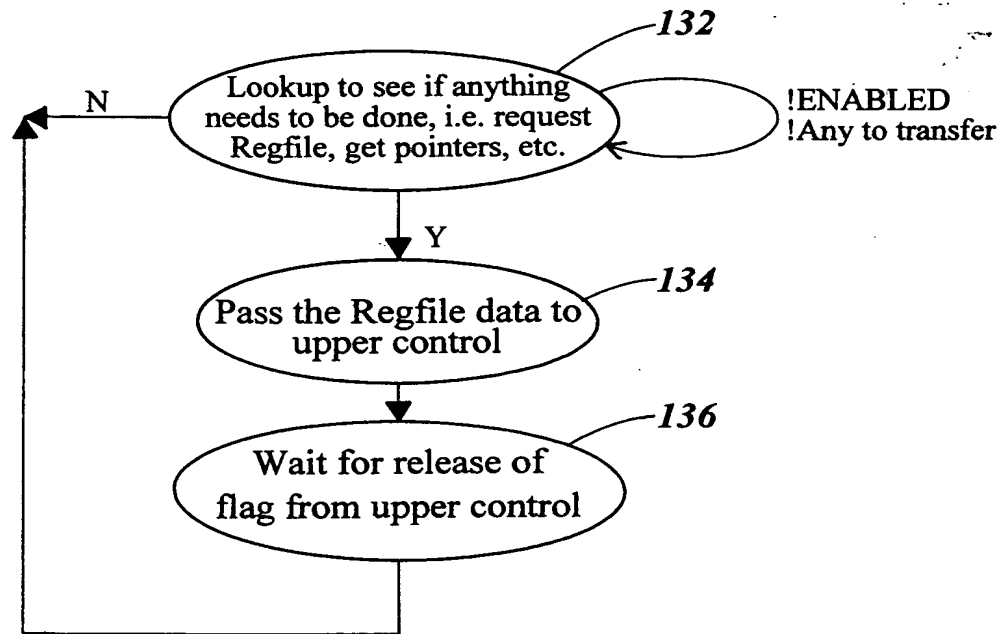 132
Lookup to see if anything
needs to be done, i.e. request
Regfile, get pointers, etc.
N
!ENABLED
!Any to transfer
Y
134
Pass the Regfile data to
upper control
136
Wait for release of
flag from upper control